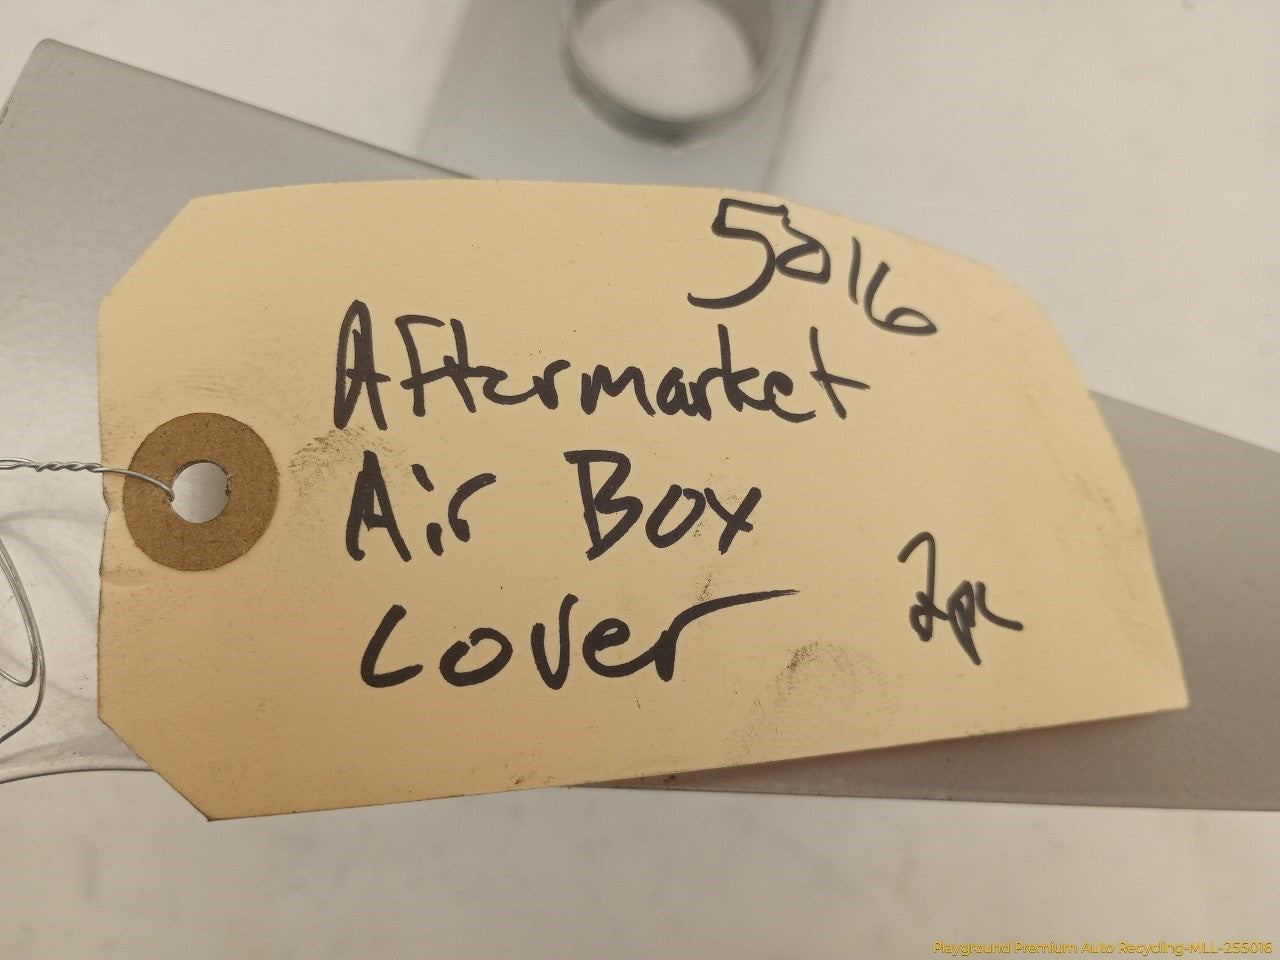 5016
Aftermarket
Air Box
Cover
2pc
Playground Premium Auto Recycling-MLL-255016